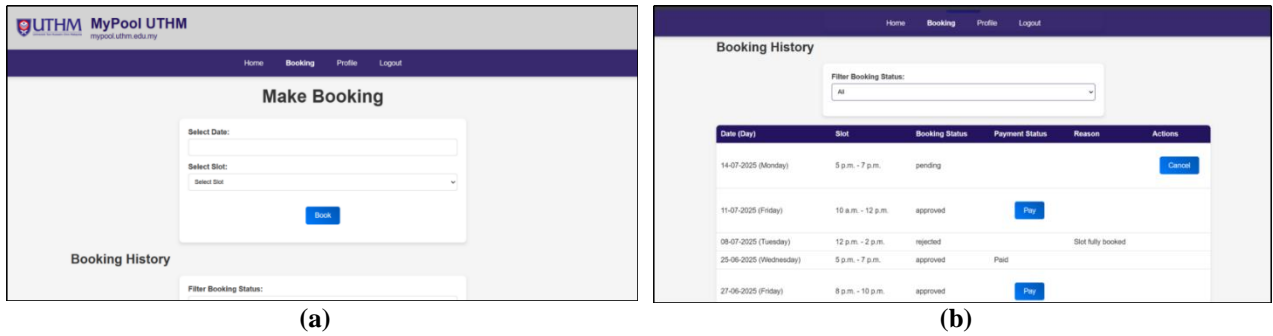 UTHM MyPool UTHM
mypool.uthm.edu.my
Home Booking Profile Logout
Make Booking
Select Date:
Select Slot:
Select Slot
Book
Booking History
Filter Booking Status:
(a)
Home Booking Profile Logout
Booking History
Filter Booking Status:
All
Date (Day) Slot Booking Status Payment Status Reason Actions
14-07-2025 (Monday) 5 p.m. - 7 p.m. pending Cancel
11-07-2025 (Friday) 10 a.m. - 12 p.m. approved Pay
08-07-2025 (Tuesday) 12 p.m. - 2 p.m. rejected Slot fully booked
25-06-2025 (Wednesday) 5 p.m. - 7 p.m. approved Paid
27-06-2025 (Friday) 8 p.m. - 10 p.m. approved Pay
(b)